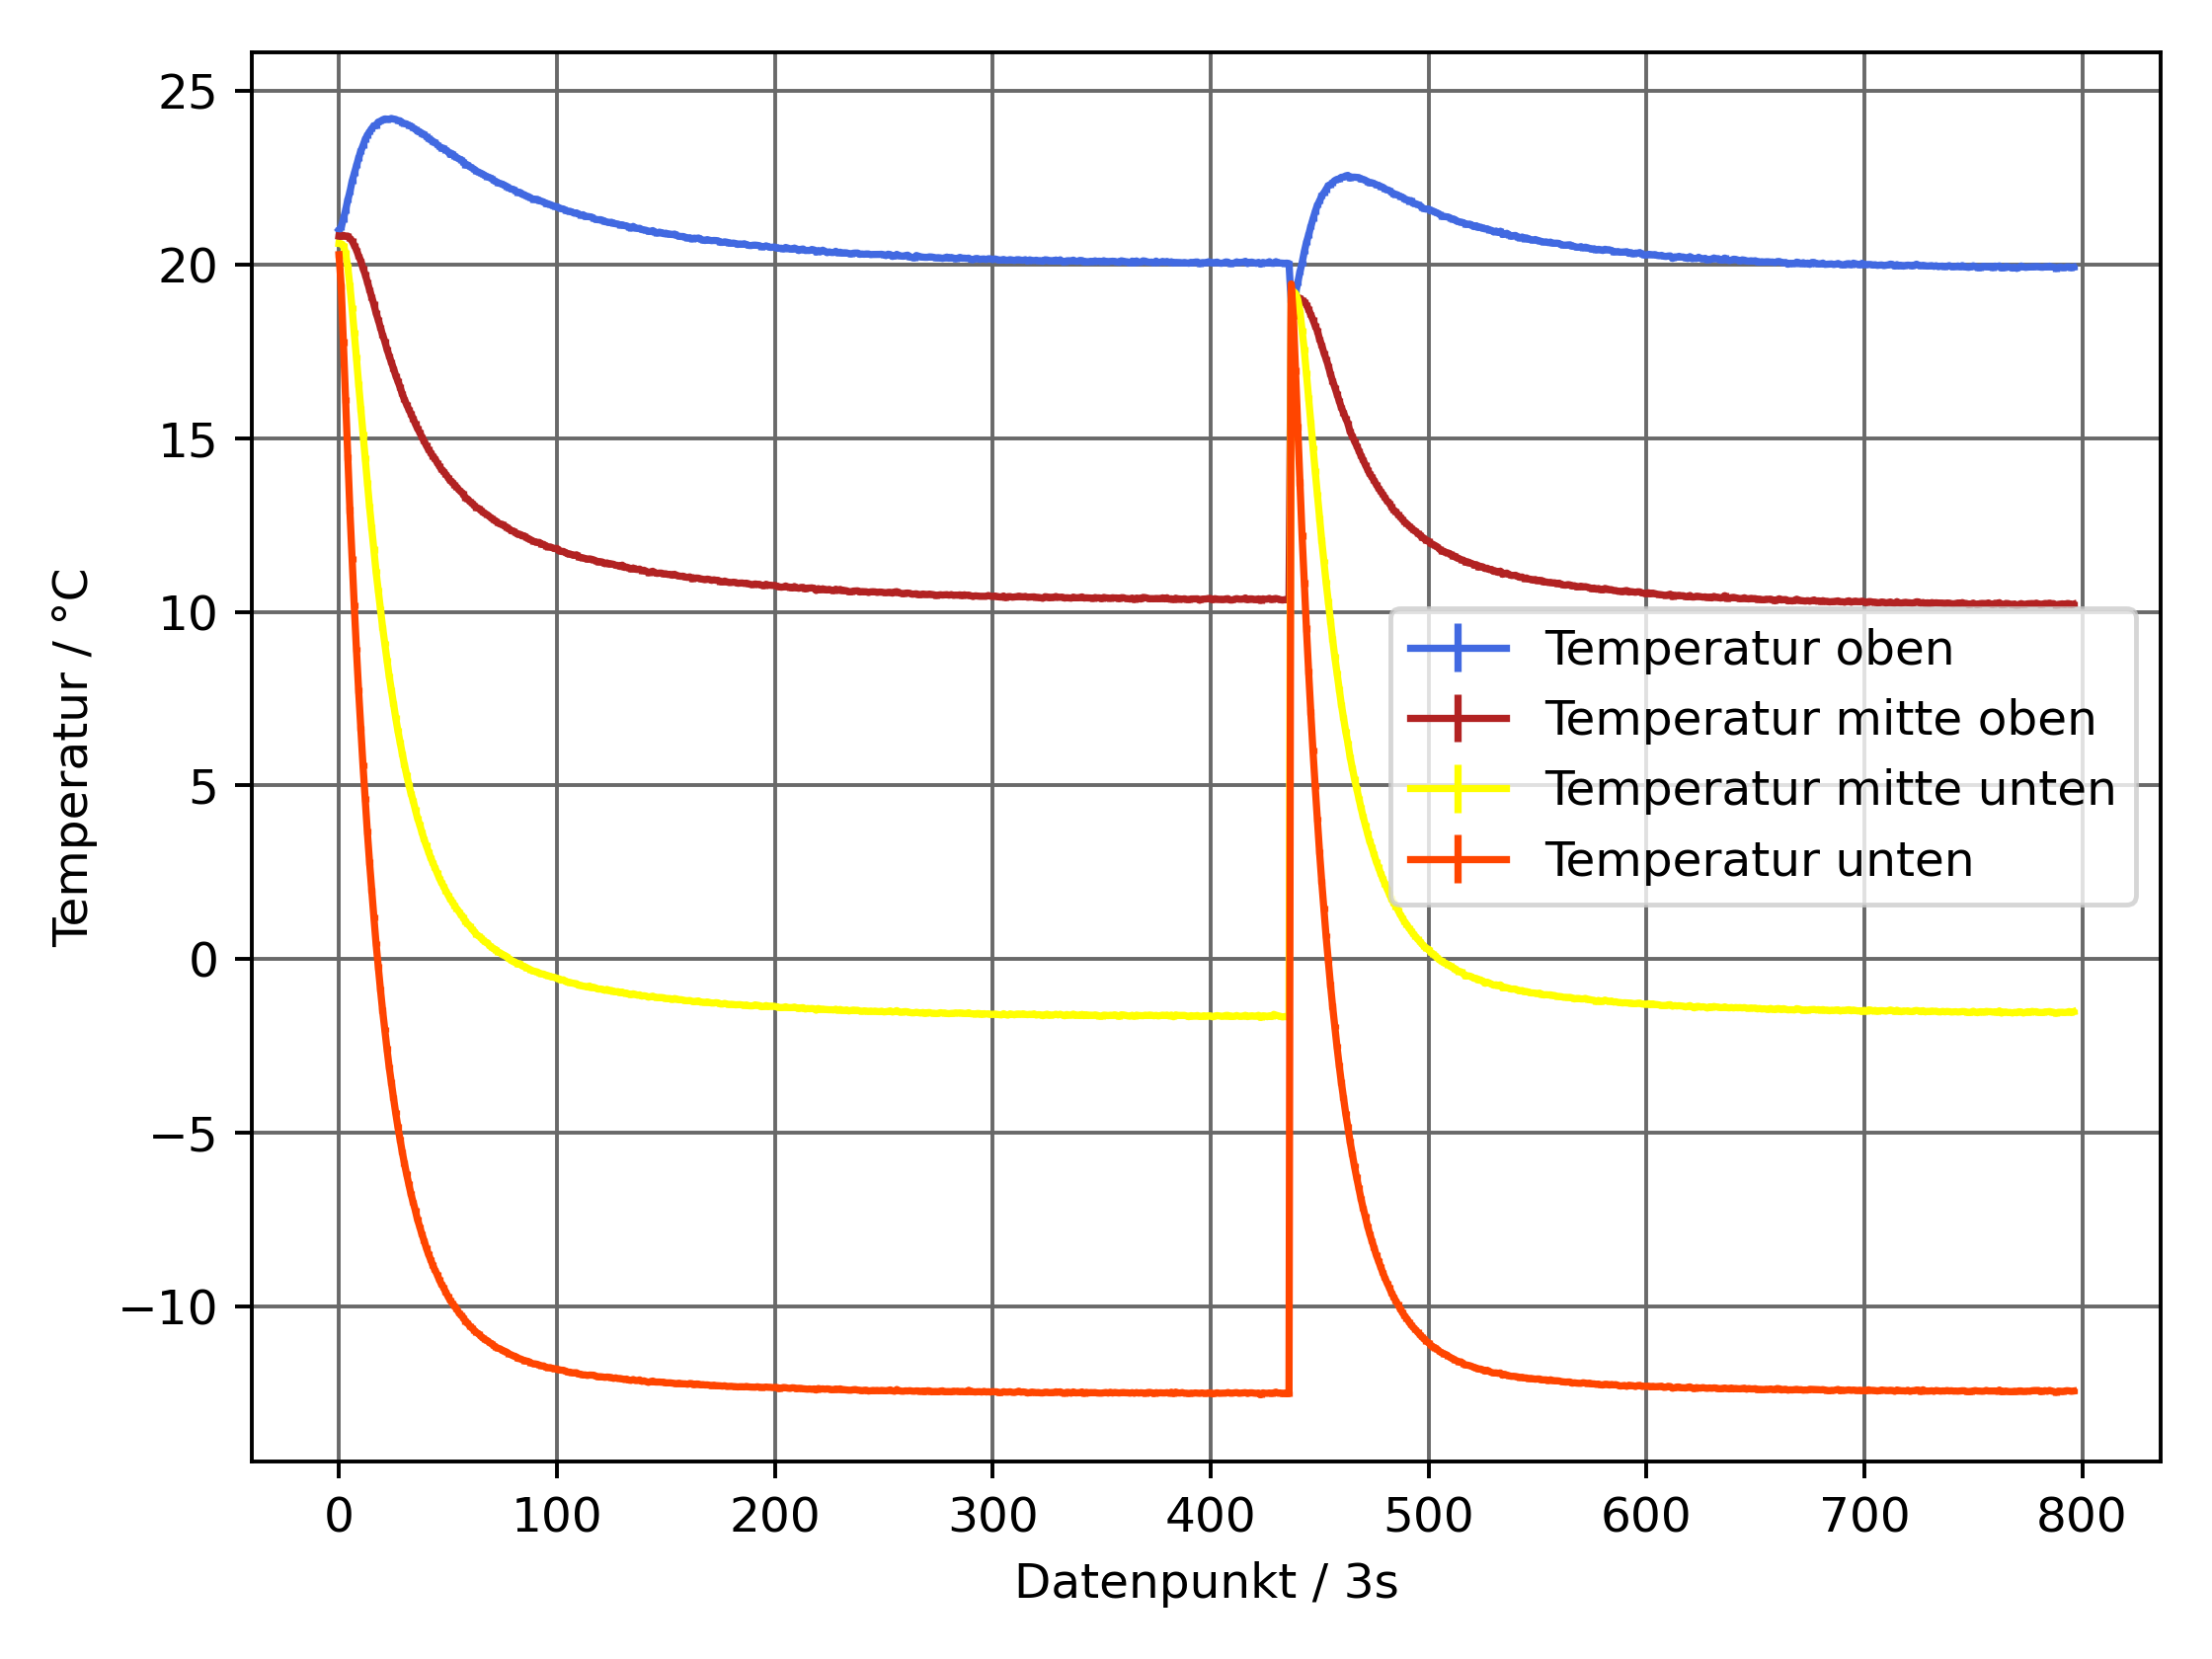 25
20
15
10
5
0
−5
−10
Temperatur / °C
Temperatur oben
Temperatur mitte oben
Temperatur mitte unten
Temperatur unten
0 100 200 300 400 500 600 700 800
Datenpunkt / 3s